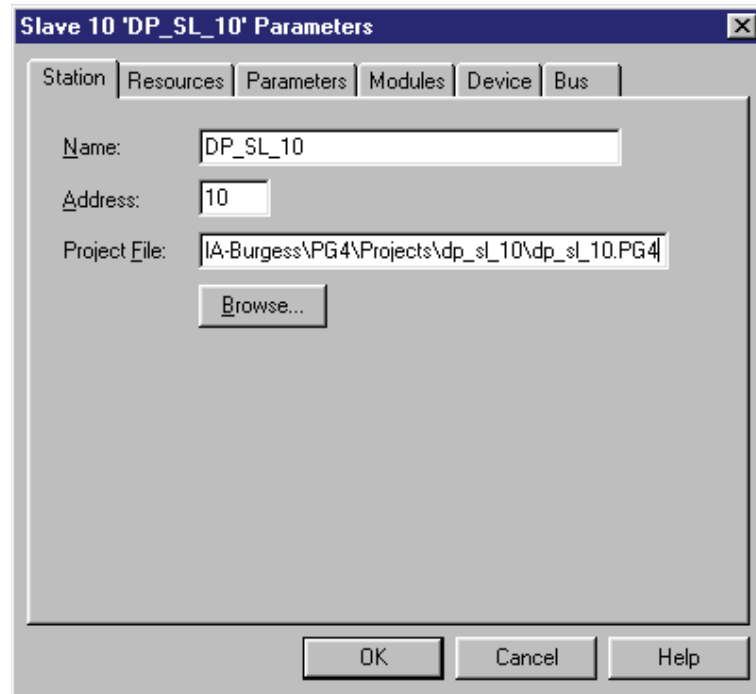 Slave 10 'DP_SL_10' Parameters
Station Resources Parameters Modules Device Bus
Name: DP_SL_10
Address: 10
Project File: IA-Burgess\PG4\Projects\dp_sl_10\dp_sl_10.PG4
Browse...
OK Cancel Help